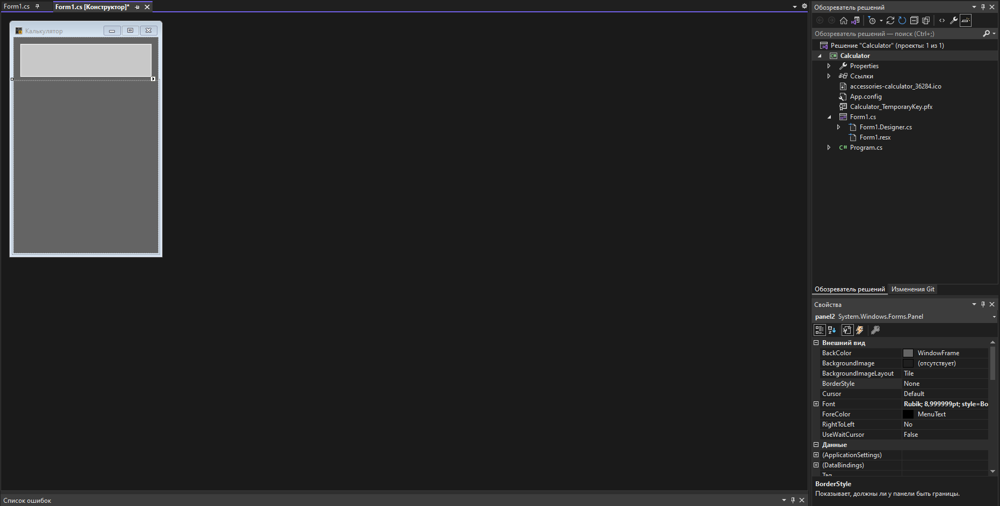 Form1.cs
Form1.cs [Конструктор]*
Калькулятор
Список ошибок
Обозреватель решений
Обозреватель решений — поиск (Ctrl+;)
Решение "Calculator" (проекты: 1 из 1)
C# Calculator
Properties
Ссылки
accessories-calculator_36284.ico
App.config
Calculator_TemporaryKey.pfx
Form1.cs
Form1.Designer.cs
Form1.resx
C# Program.cs
Обозреватель решений Изменения Git
Свойства
panel2 System.Windows.Forms.Panel
Внешний вид
BackColor WindowFrame
BackgroundImage (отсутствует)
BackgroundImageLayout Tile
BorderStyle None
Cursor Default
Font Rubik; 8,999999pt; style=Bo
ForeColor MenuText
RightToLeft No
UseWaitCursor False
Данные
(ApplicationSettings)
(DataBindings)
Tag
BorderStyle
Показывает, должны ли у панели быть границы.